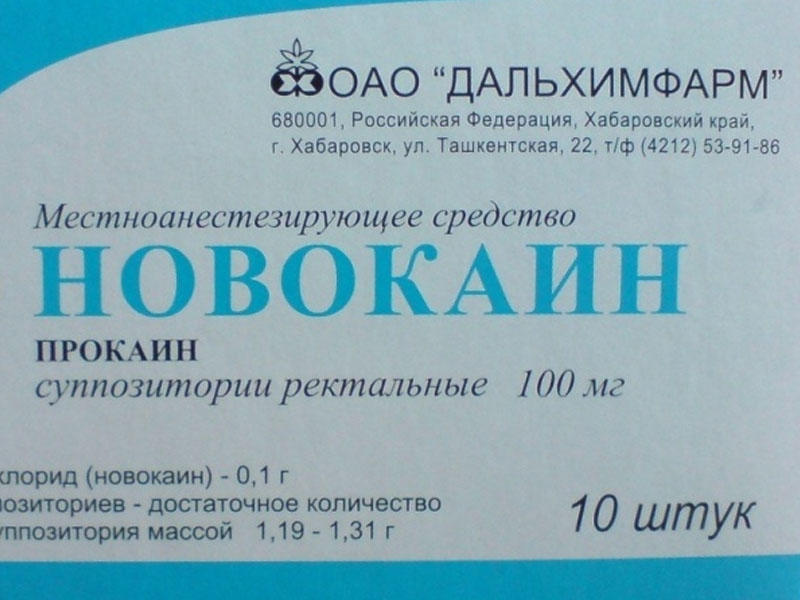 ОАО "ДАЛЬХИМФАРМ"
680001, Российская Федерация, Хабаровский край,
г. Хабаровск, ул. Ташкентская, 22, т/ф (4212) 53-91-86
Местноанестезирующее средство
НОВОКАИН
ПРОКАИН
суппозитории ректальные 100 мг
хлорид (новокаин) - 0,1 г
позиториев - достаточное количество
уппозитория массой 1,19 - 1,31 г
10 штук